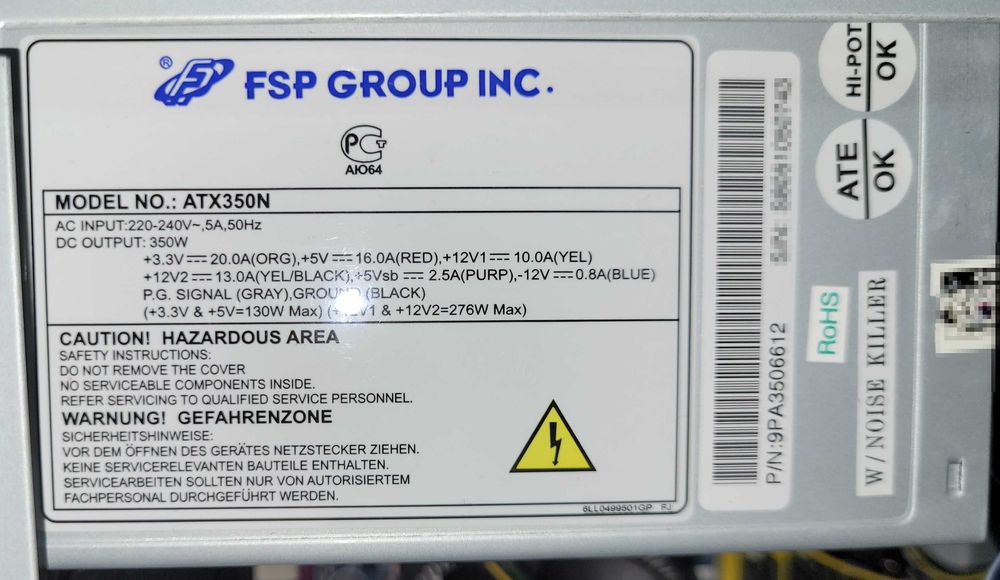 ® FSP GROUP INC.
РСТ
АЮ64
MODEL NO.: ATX350N
AC INPUT:220-240V~,5A,50Hz
DC OUTPUT: 350W
+3.3V⎓20.0A(ORG),+5V⎓16.0A(RED),+12V1⎓10.0A(YEL)
+12V2⎓13.0A(YEL/BLACK),+5Vsb⎓2.5A(PURP),-12V⎓0.8A(BLUE)
P.G. SIGNAL (GRAY),GROUND (BLACK)
(+3.3V & +5V=130W Max) (+12V1 & +12V2=276W Max)
CAUTION! HAZARDOUS AREA
SAFETY INSTRUCTIONS:
DO NOT REMOVE THE COVER
NO SERVICEABLE COMPONENTS INSIDE.
REFER SERVICING TO QUALIFIED SERVICE PERSONNEL.
WARNUNG! GEFAHRENZONE
SICHERHEITSHINWEISE:
VOR DEM ÖFFNEN DES GERÄTES NETZSTECKER ZIEHEN.
KEINE SERVICERELEVANTEN BAUTEILE ENTHALTEN.
SERVICEARBEITEN SOLLTEN NUR VON AUTORISIERTEM
FACHPERSONAL DURCHGEFÜHRT WERDEN.
6LL0499501GP RJ
P/N:9PA3506612
S/N:
HI-POT
OK
ATE
OK
RoHS
W/NOISE KILLER